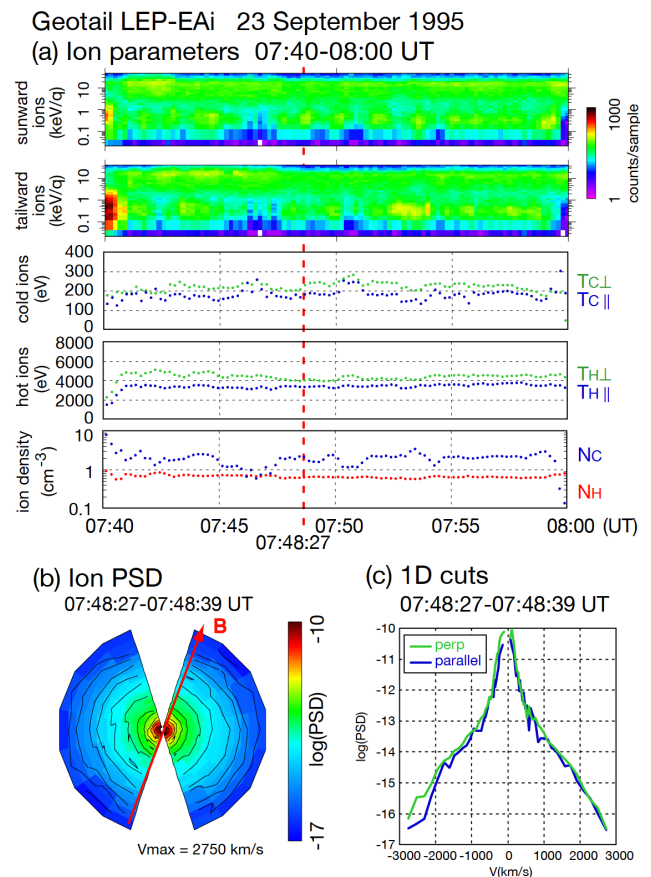 Geotail LEP-EAi 23 September 1995
(a) Ion parameters 07:40-08:00 UT
sunward ions (keV/q)
10
1
0.1
tailward ions (keV/q)
10
1
0.1
1000
1
counts/sample
cold ions (eV)
400
300
200
100
0
TC⊥
TC∥
hot ions (eV)
8000
6000
4000
2000
0
TH⊥
TH∥
ion density (cm⁻³)
10
1
0.1
NC
NH
07:40 07:45 07:50 07:55 08:00 (UT)
07:48:27
(b) Ion PSD
07:48:27-07:48:39 UT
B
-10
log(PSD)
-17
Vmax = 2750 km/s
(c) 1D cuts
07:48:27-07:48:39 UT
perp
parallel
log(PSD)
-10
-11
-12
-13
-14
-15
-16
-17
-3000 -2000 -1000 0 1000 2000 3000
V(km/s)